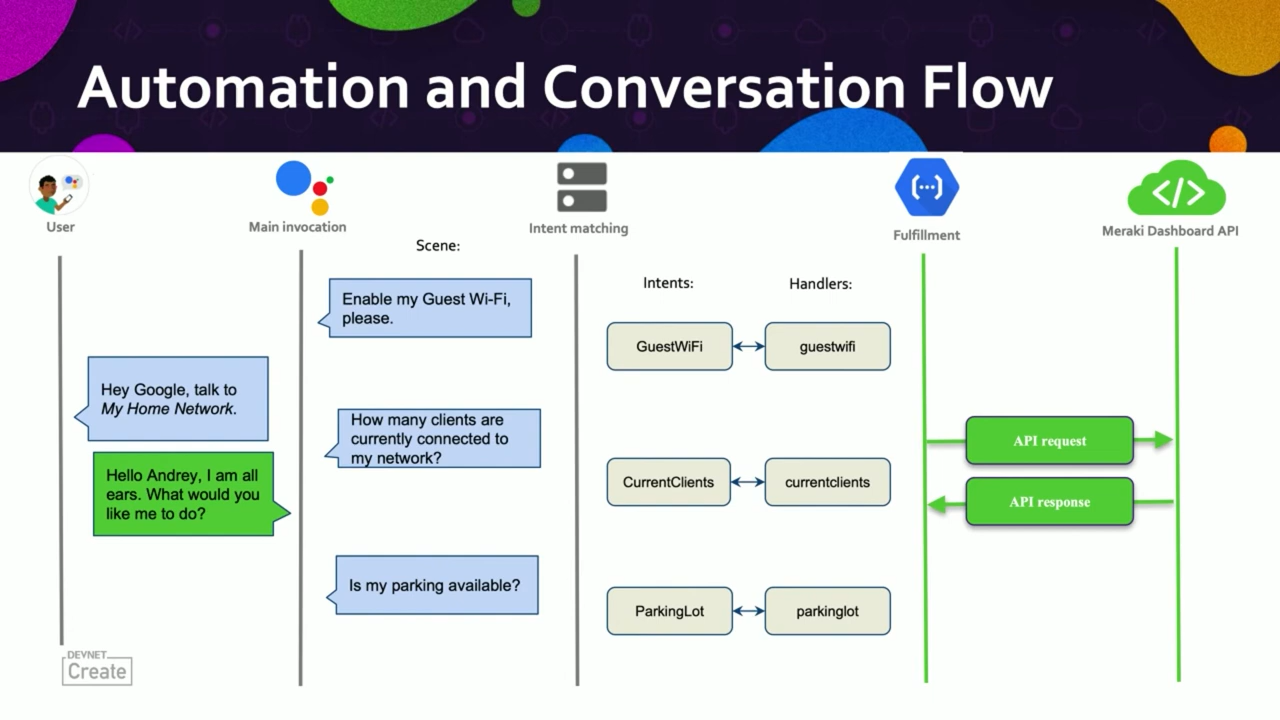 Automation and Conversation Flow
User
Main invocation
Intent matching
Fulfillment
Meraki Dashboard API
Scene:
Intents:
Handlers:
Enable my Guest Wi-Fi,
please.
GuestWiFi
guestwifi
Hey Google, talk to
My Home Network.
How many clients are
currently connected to
my network?
API request
Hello Andrey, I am all
ears. What would you
like me to do?
CurrentClients
currentclients
API response
Is my parking available?
ParkingLot
parkinglot
DEVNET
Create